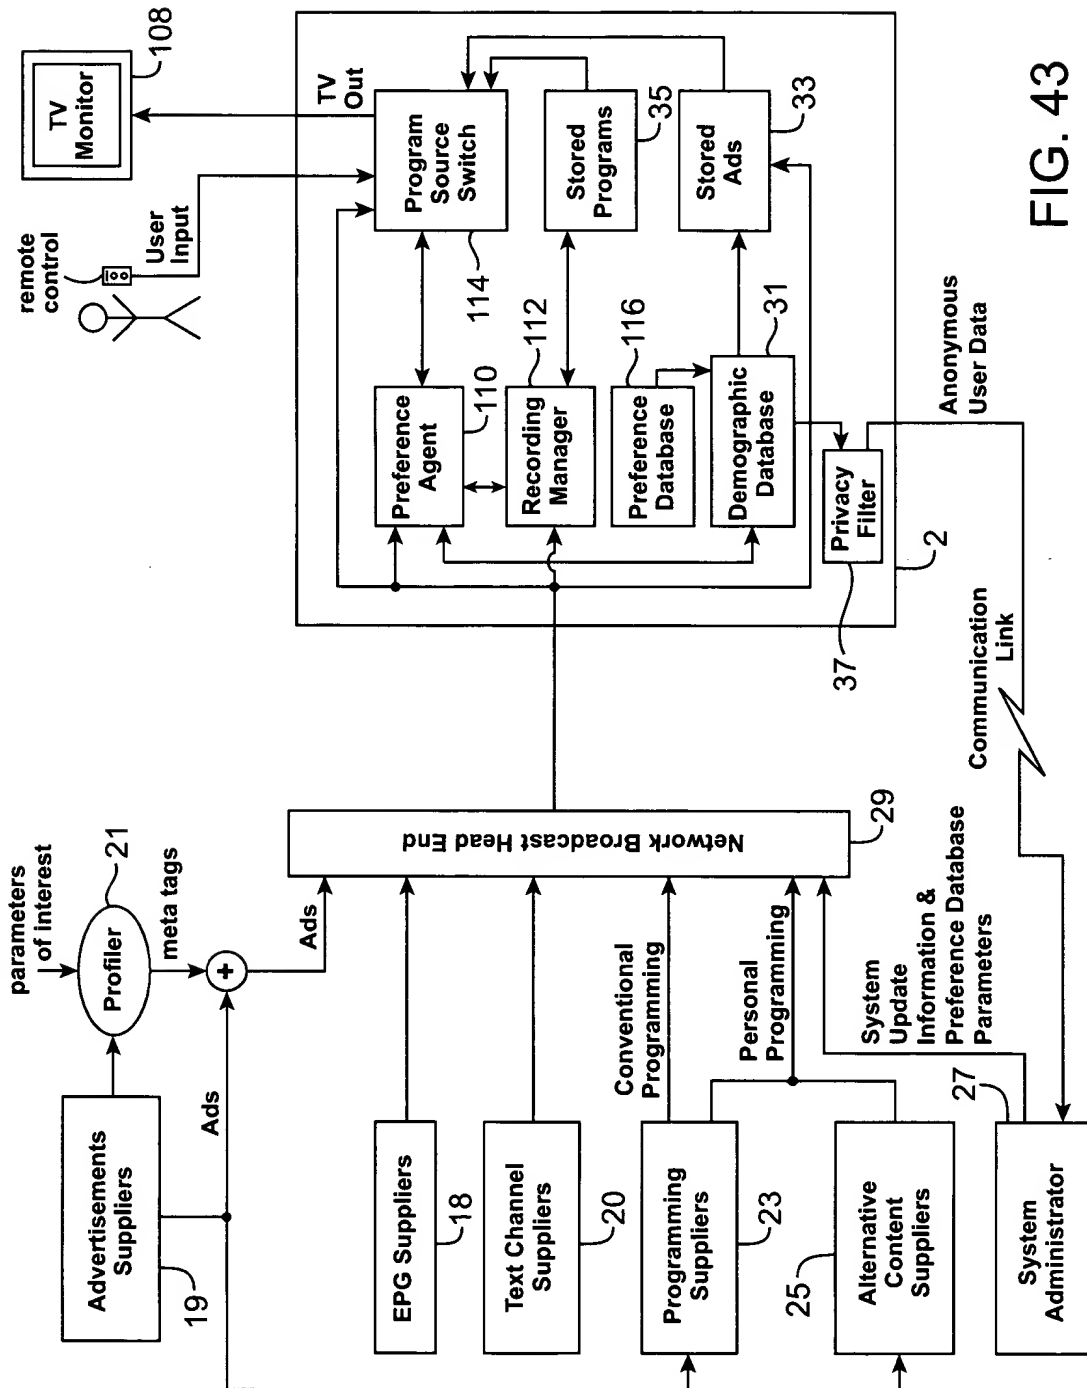 Advertisements
Suppliers
19
Profiler
21
parameters
of interest
meta tags
Ads
+
Ads
EPG Suppliers
18
Text Channel
Suppliers
20
Programming
Suppliers
23
Conventional
Programming
Personal
Programming
Alternative
Content
Suppliers
25
System
Administrator
27
System
Update
Information &
Preference Database
Parameters
Network Broadcast Head End
29
Communication
Link
remote
control
User
Input
TV
Monitor
108
TV
Out
Preference
Agent
110
Program
Source
Switch
114
Recording
Manager
112
Stored
Programs
35
Preference
Database
116
Demographic
Database
31
Stored
Ads
33
Privacy
Filter
37
2
Anonymous
User Data
FIG. 43